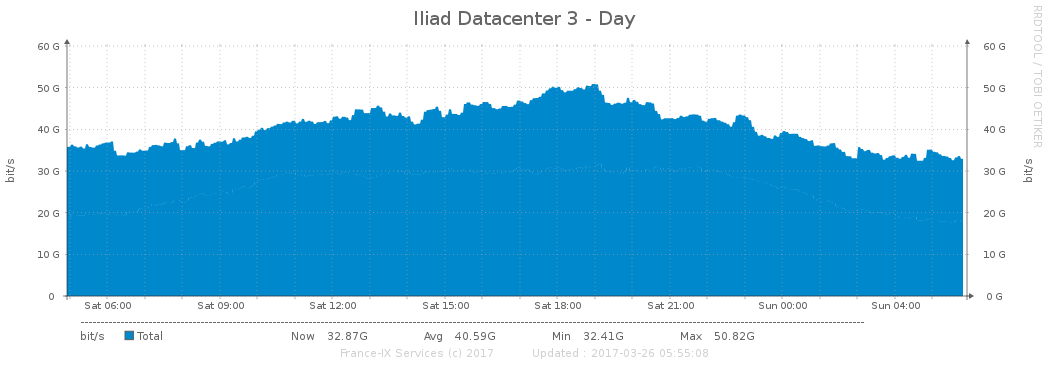 Iliad Datacenter 3 - Day
RRDTOOL / TOBI OETIKER
60 G 60 G
50 G 50 G
40 G 40 G
30 G 30 G
20 G 20 G
10 G 10 G
0 0 G
bit/s bit/s
Sat 06:00 Sat 09:00 Sat 12:00 Sat 15:00 Sat 18:00 Sat 21:00 Sun 00:00 Sun 04:00
bit/s Total Now 32.87G Avg 40.59G Min 32.41G Max 50.82G
France-IX Services (c) 2017 Updated : 2017-03-26 05:55:08